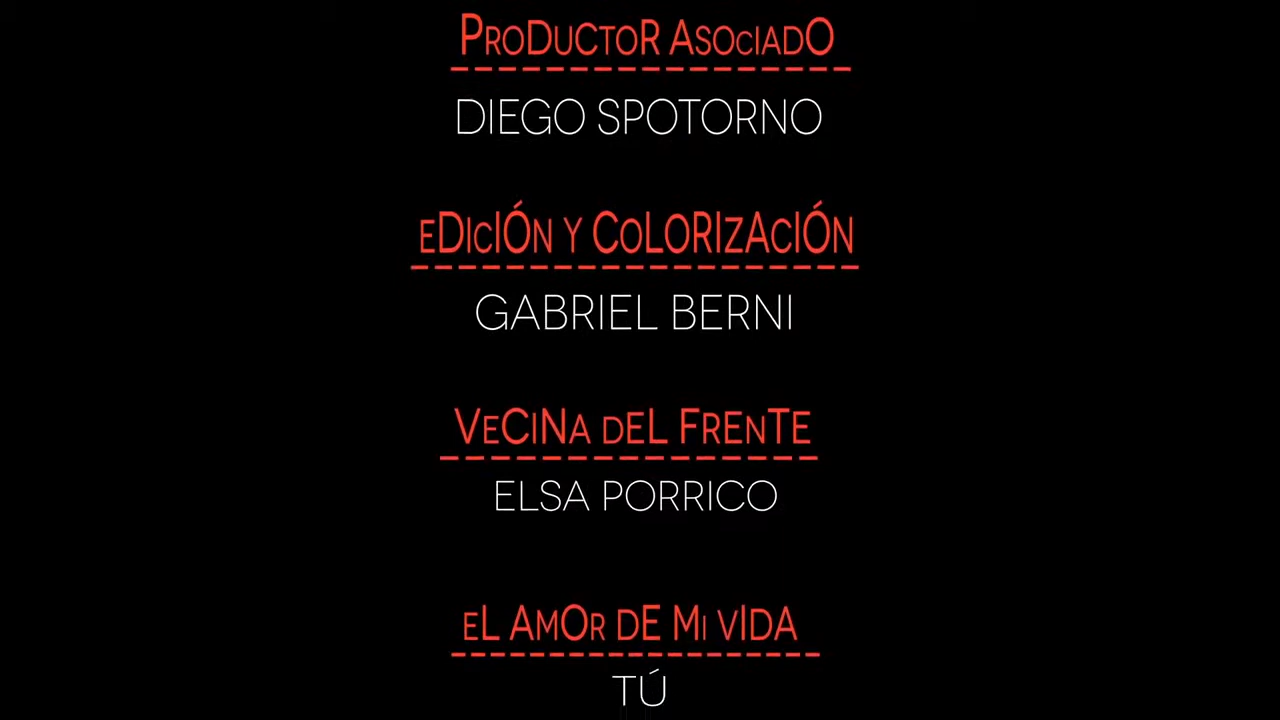 ProDUCToR ASOcIADO
DIEGO SPOTORNO
eDIcIÓN Y CoLORIZAcIÓN
GABRIEL BERNI
VeCiNA DEL FREnTE
ELSA PORRICO
eL AMOr DE Mi VIDA
TÚ